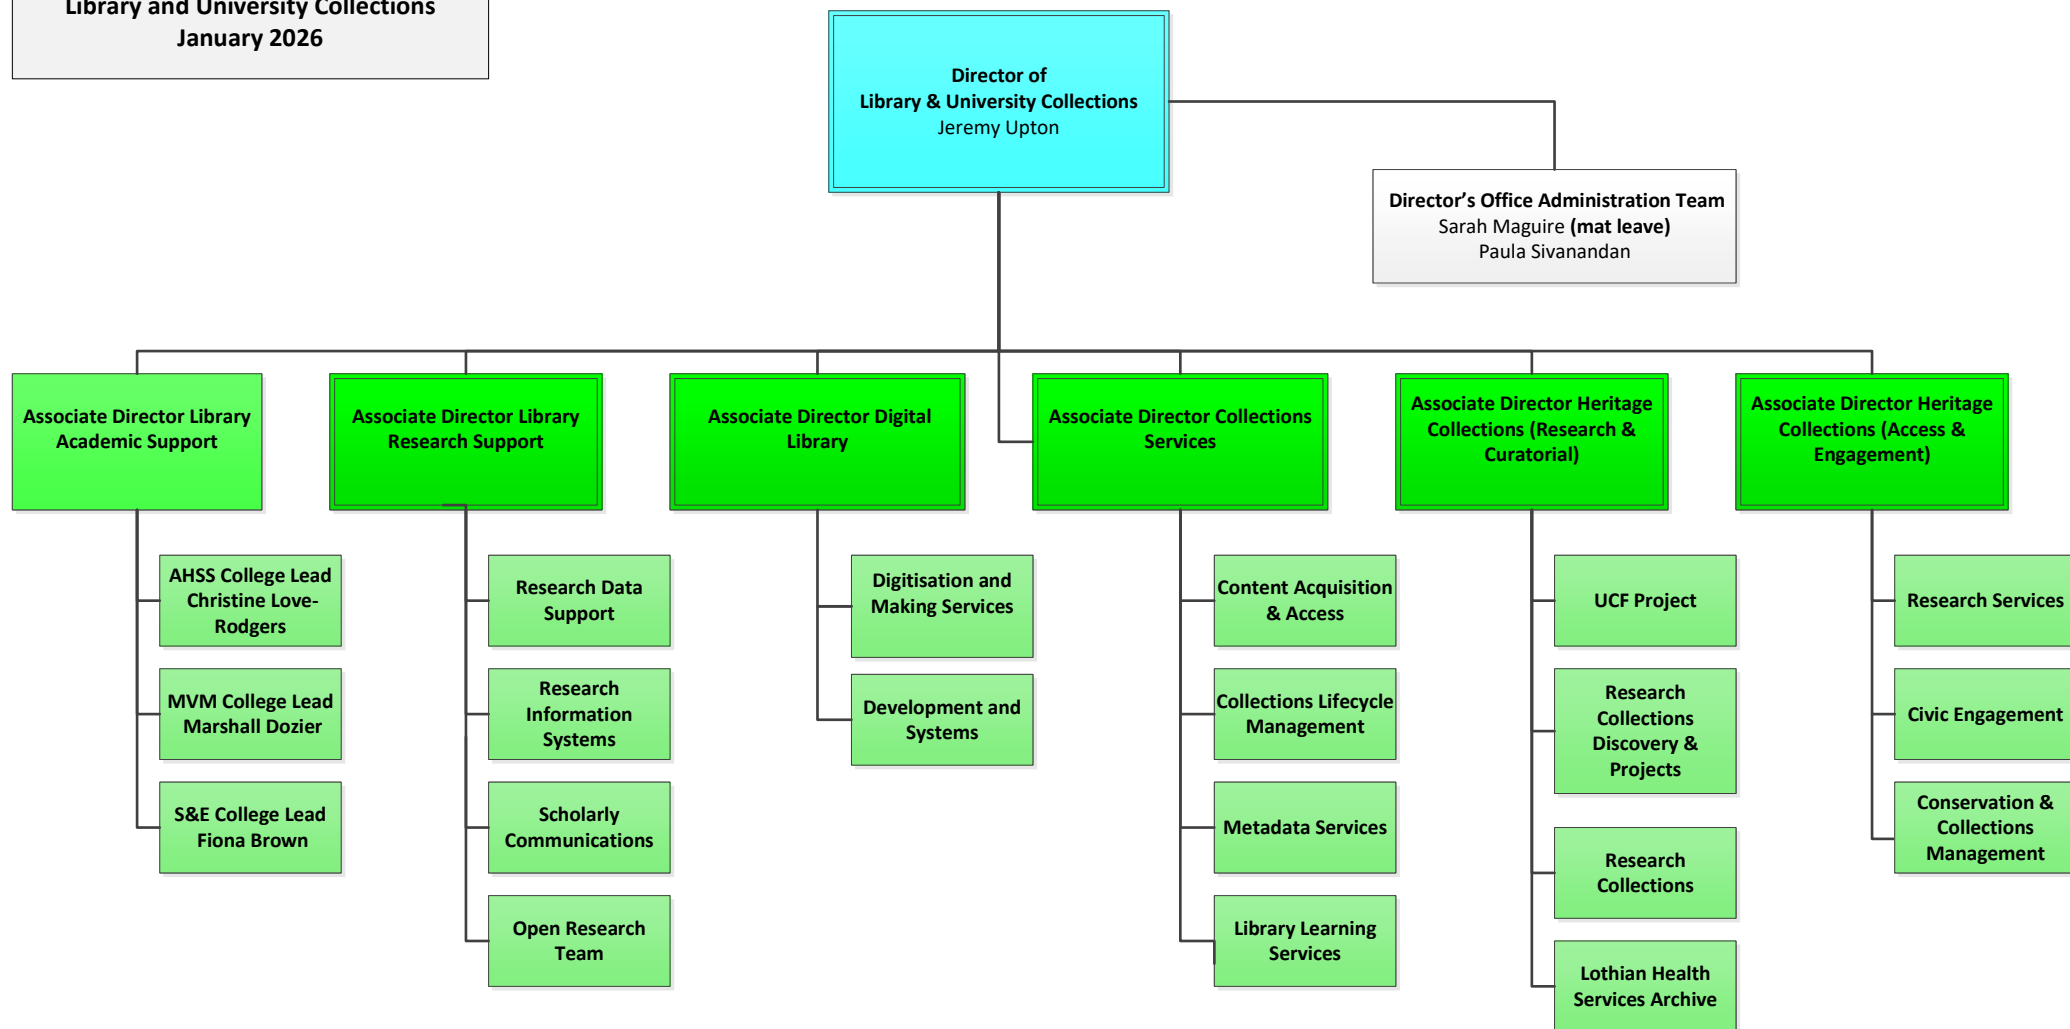 Library and University Collections
January 2026
Director of
Library & University Collections
Jeremy Upton
Director’s Office Administration Team
Sarah Maguire (mat leave)
Paula Sivanandan
Associate Director Library
Academic Support
Associate Director Library
Research Support
Associate Director Digital
Library
Associate Director Collections
Services
Associate Director Heritage
Collections (Research &
Curatorial)
Associate Director Heritage
Collections (Access &
Engagement)
AHSS College Lead
Christine Love-
Rodgers
MVM College Lead
Marshall Dozier
S&E College Lead
Fiona Brown
Research Data
Support
Research
Information
Systems
Scholarly
Communications
Open Research
Team
Digitisation and
Making Services
Development and
Systems
Content Acquisition
& Access
Collections Lifecycle
Management
Metadata Services
Library Learning
Services
UCF Project
Research
Collections
Discovery &
Projects
Research
Collections
Lothian Health
Services Archive
Research Services
Civic Engagement
Conservation &
Collections
Management